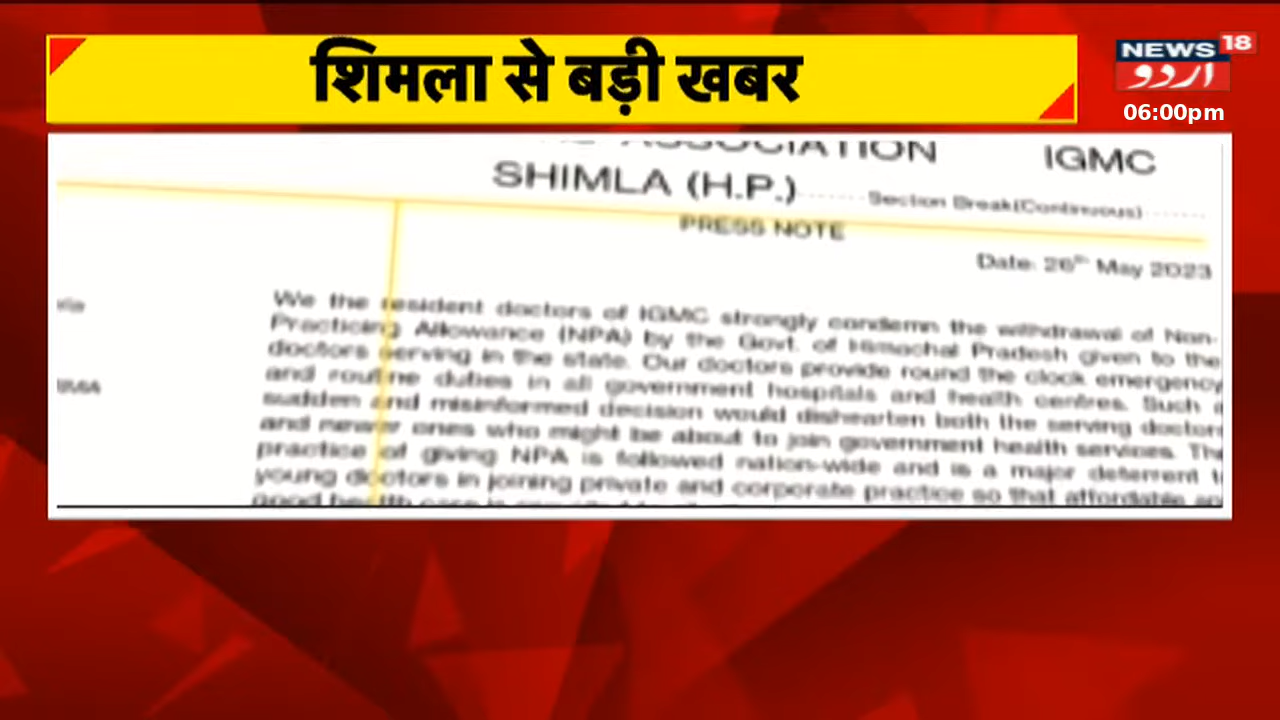 शिमला से बड़ी खबर
NEWS 18
اردو
06:00pm
ASSOCIATION IGMC
SHIMLA (H.P.)
Section Break(Continuous)
PRESS NOTE
Date: 26th May 2023
We the resident doctors of IGMC strongly condemn the withdrawal of Non-
Practicing Allowance (NPA) by the Govt. of Himachal Pradesh given to the
doctors serving in the state. Our doctors provide round the clock emergency
and routine duties in all government hospitals and health centres. Such
sudden and misinformed decision would dishearten both the serving doctors
and newer ones who might be about to join government health services. The
practice of giving NPA is followed nation-wide and is a major deterrent
young doctors in joining private and corporate practice so that affordable
good health care is